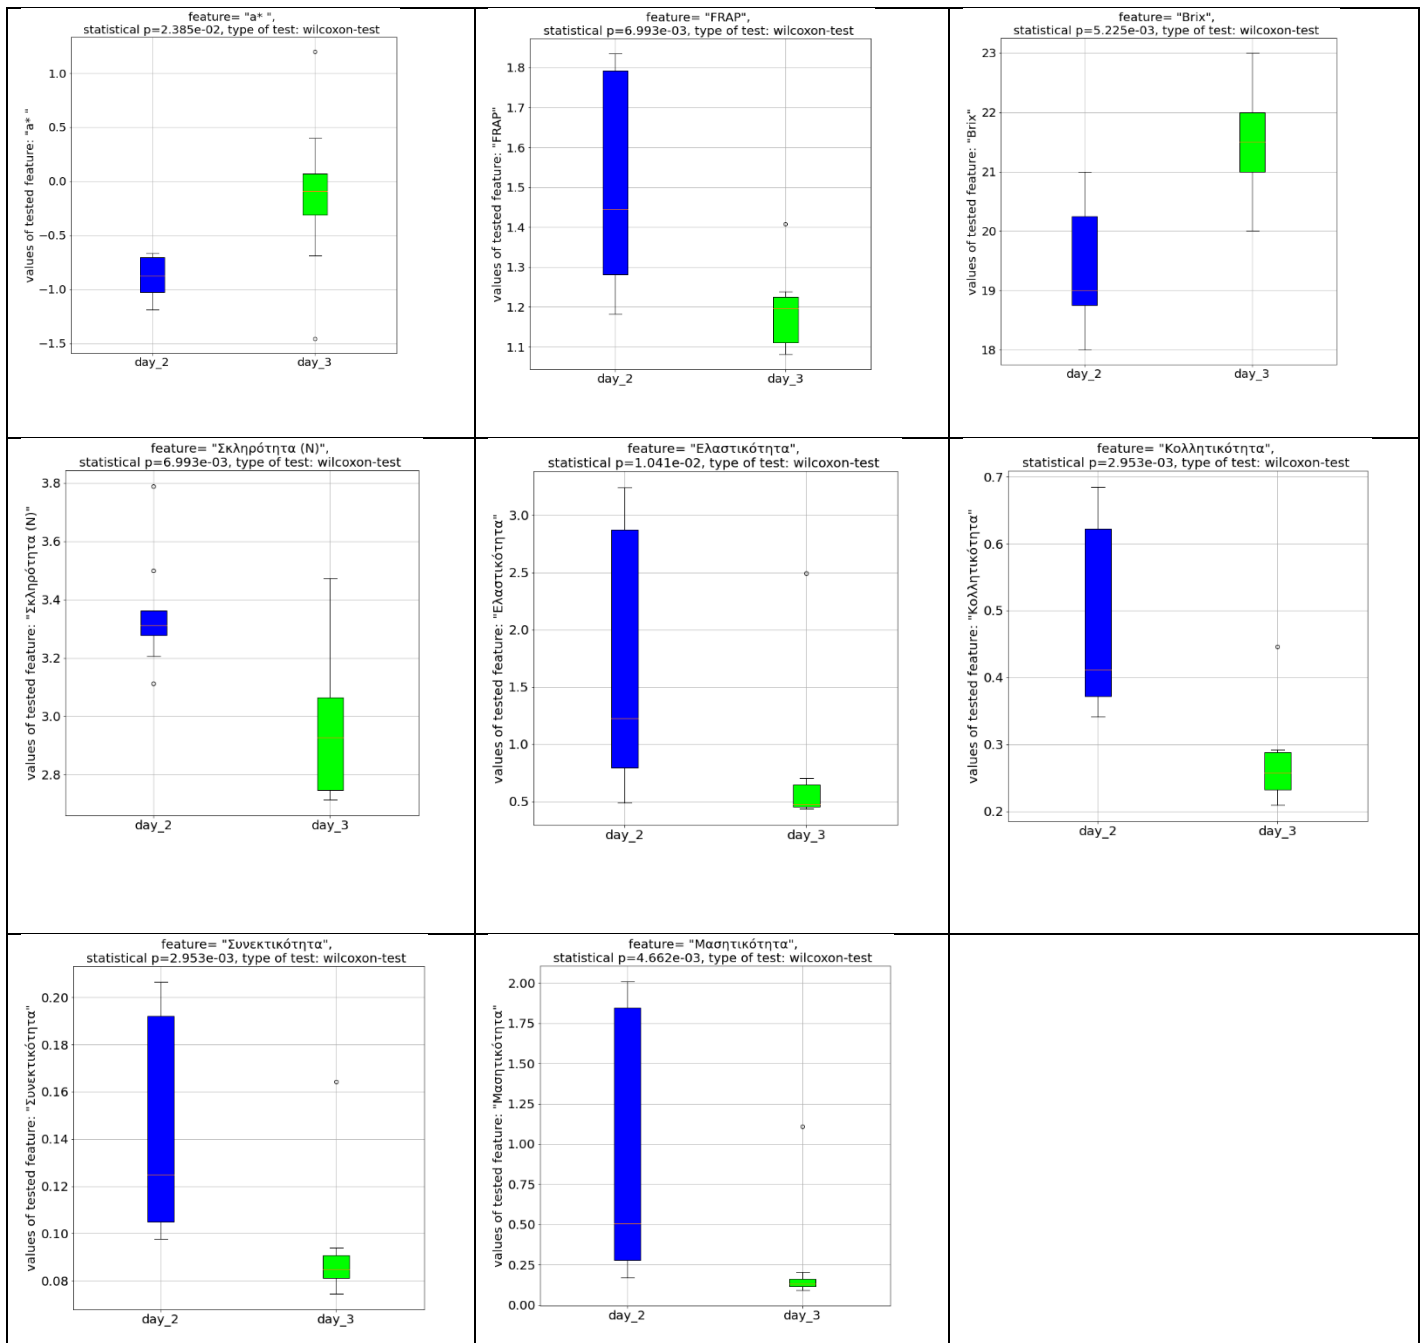 feature= "a* ",
statistical p=2.385e-02, type of test: wilcoxon-test
values of tested feature: "a* "
1.0
0.5
0.0
−0.5
−1.0
−1.5
day_2
day_3
feature= "FRAP",
statistical p=6.993e-03, type of test: wilcoxon-test
values of tested feature: "FRAP"
1.8
1.7
1.6
1.5
1.4
1.3
1.2
1.1
day_2
day_3
feature= "Brix",
statistical p=5.225e-03, type of test: wilcoxon-test
values of tested feature: "Brix"
23
22
21
20
19
18
day_2
day_3
feature= "Σκληρότητα (N)",
statistical p=6.993e-03, type of test: wilcoxon-test
values of tested feature: "Σκληρότητα (N)"
3.8
3.6
3.4
3.2
3.0
2.8
day_2
day_3
feature= "Ελαστικότητα",
statistical p=1.041e-02, type of test: wilcoxon-test
values of tested feature: "Ελαστικότητα"
3.0
2.5
2.0
1.5
1.0
0.5
day_2
day_3
feature= "Κολλητικότητα",
statistical p=2.953e-03, type of test: wilcoxon-test
values of tested feature: "Κολλητικότητα"
0.7
0.6
0.5
0.4
0.3
0.2
day_2
day_3
feature= "Συνεκτικότητα",
statistical p=2.953e-03, type of test: wilcoxon-test
values of tested feature: "Συνεκτικότητα"
0.20
0.18
0.16
0.14
0.12
0.10
0.08
day_2
day_3
feature= "Μασητικότητα",
statistical p=4.662e-03, type of test: wilcoxon-test
values of tested feature: "Μασητικότητα"
2.00
1.75
1.50
1.25
1.00
0.75
0.50
0.25
0.00
day_2
day_3